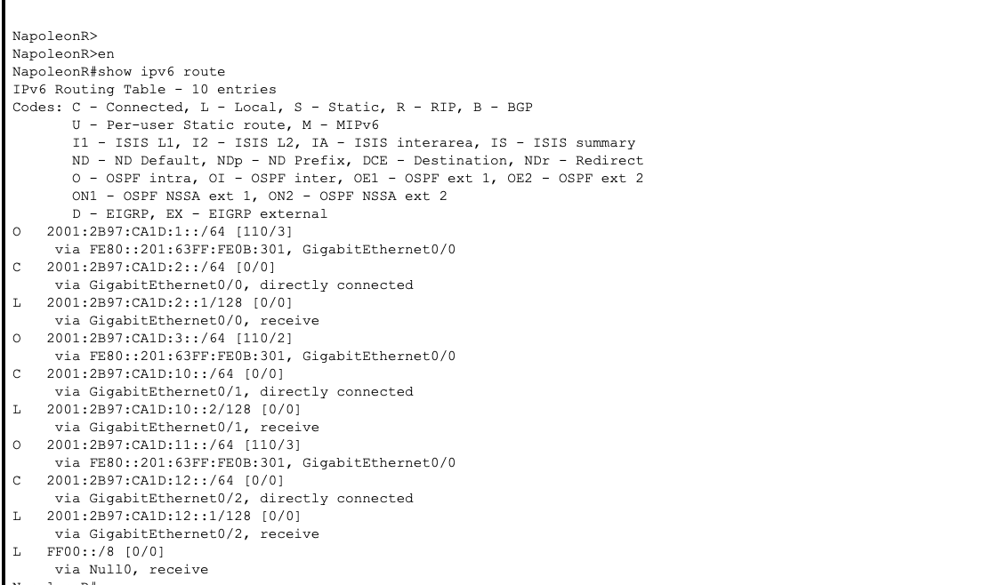 NapoleonR>
NapoleonR>en
NapoleonR#show ipv6 route
IPv6 Routing Table - 10 entries
Codes: C - Connected, L - Local, S - Static, R - RIP, B - BGP
       U - Per-user Static route, M - MIPv6
       I1 - ISIS L1, I2 - ISIS L2, IA - ISIS interarea, IS - ISIS summary
       ND - ND Default, NDp - ND Prefix, DCE - Destination, NDr - Redirect
       O - OSPF intra, OI - OSPF inter, OE1 - OSPF ext 1, OE2 - OSPF ext 2
       ON1 - OSPF NSSA ext 1, ON2 - OSPF NSSA ext 2
       D - EIGRP, EX - EIGRP external
O   2001:2B97:CA1D:1::/64 [110/3]
     via FE80::201:63FF:FE0B:301, GigabitEthernet0/0
C   2001:2B97:CA1D:2::/64 [0/0]
     via GigabitEthernet0/0, directly connected
L   2001:2B97:CA1D:2::1/128 [0/0]
     via GigabitEthernet0/0, receive
O   2001:2B97:CA1D:3::/64 [110/2]
     via FE80::201:63FF:FE0B:301, GigabitEthernet0/0
C   2001:2B97:CA1D:10::/64 [0/0]
     via GigabitEthernet0/1, directly connected
L   2001:2B97:CA1D:10::2/128 [0/0]
     via GigabitEthernet0/1, receive
O   2001:2B97:CA1D:11::/64 [110/3]
     via FE80::201:63FF:FE0B:301, GigabitEthernet0/0
C   2001:2B97:CA1D:12::/64 [0/0]
     via GigabitEthernet0/2, directly connected
L   2001:2B97:CA1D:12::1/128 [0/0]
     via GigabitEthernet0/2, receive
L   FF00::/8 [0/0]
     via Null0, receive